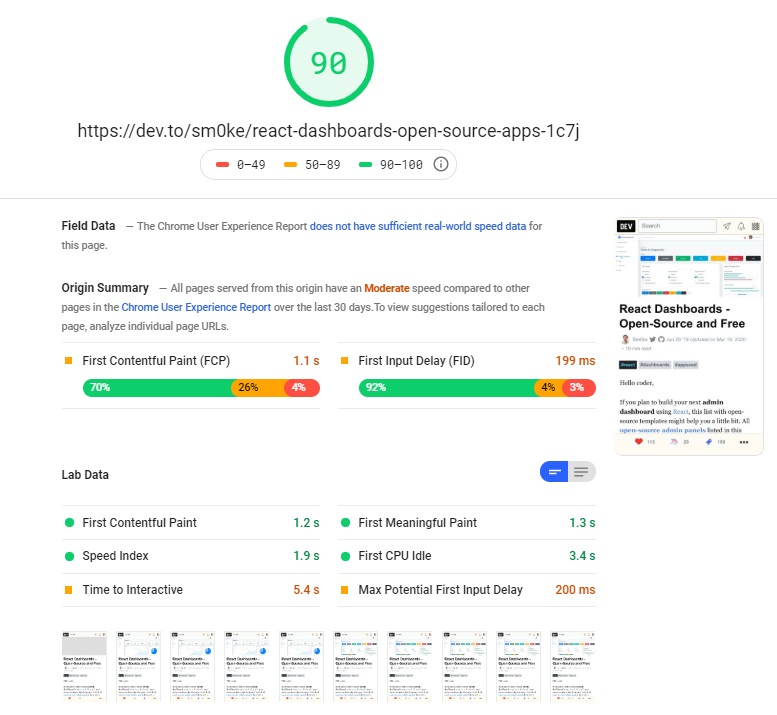 90
https://dev.to/sm0ke/react-dashboards-open-source-apps-1c7j
0–49 50–89 90–100
Field Data — The Chrome User Experience Report does not have sufficient real-world speed data for
this page.
Origin Summary — All pages served from this origin have an Moderate speed compared to other
pages in the Chrome User Experience Report over the last 30 days.To view suggestions tailored to each
page, analyze individual page URLs.
First Contentful Paint (FCP) 1.1 s
70% 26% 4%
First Input Delay (FID) 199 ms
92% 4% 3%
Lab Data
First Contentful Paint 1.2 s
First Meaningful Paint 1.3 s
Speed Index 1.9 s
First CPU Idle 3.4 s
Time to Interactive 5.4 s
Max Potential First Input Delay 200 ms
DEV Search
React Dashboards -
Open-Source and Free
#react #dashboards
Hello coder,
If you plan to build your next admin
dashboard using React, this list with open-
source templates might help you a little bit. All
open-source admin panels listed in this